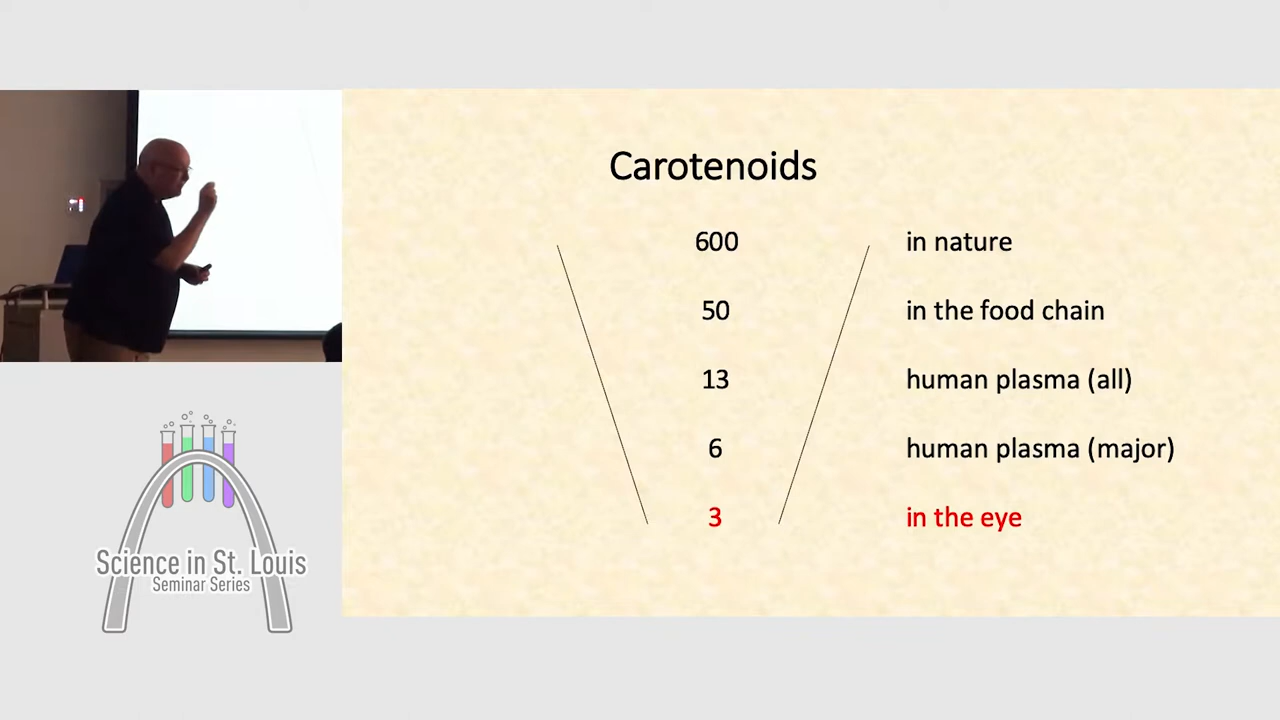 Carotenoids
600 in nature
50 in the food chain
13 human plasma (all)
6 human plasma (major)
3 in the eye
Science in St. Louis
Seminar Series